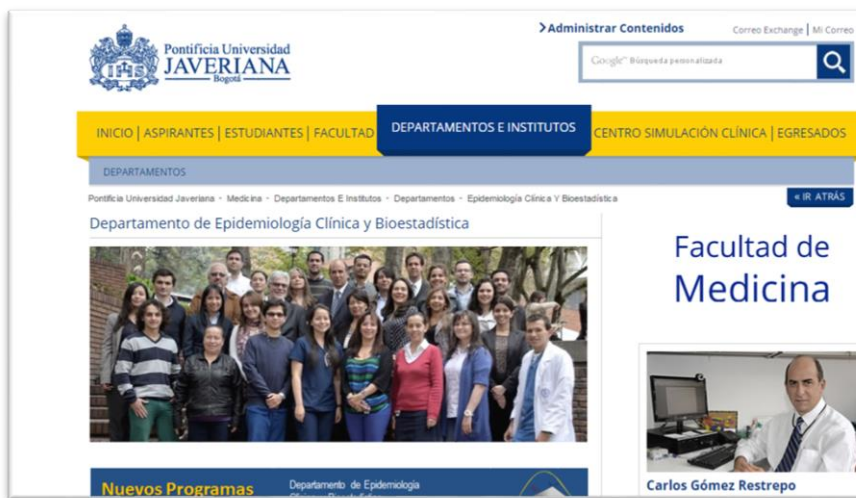 Pontificia Universidad
JAVERIANA
Bogotá
Administrar Contenidos
Correo Exchange | Mi Correo
Google™ Búsqueda personalizada
INICIO | ASPIRANTES | ESTUDIANTES | FACULTAD
DEPARTAMENTOS E INSTITUTOS
CENTRO SIMULACIÓN CLÍNICA | EGRESADOS
DEPARTAMENTOS
Pontificia Universidad Javeriana - Medicina - Departamentos E Institutos - Departamentos - Epidemiología Clínica Y Bioestadística
« IR ATRÁS
Departamento de Epidemiología Clínica y Bioestadística
Facultad de
Medicina
Carlos Gómez Restrepo
Nuevos Programas
Departamento de Epidemiología